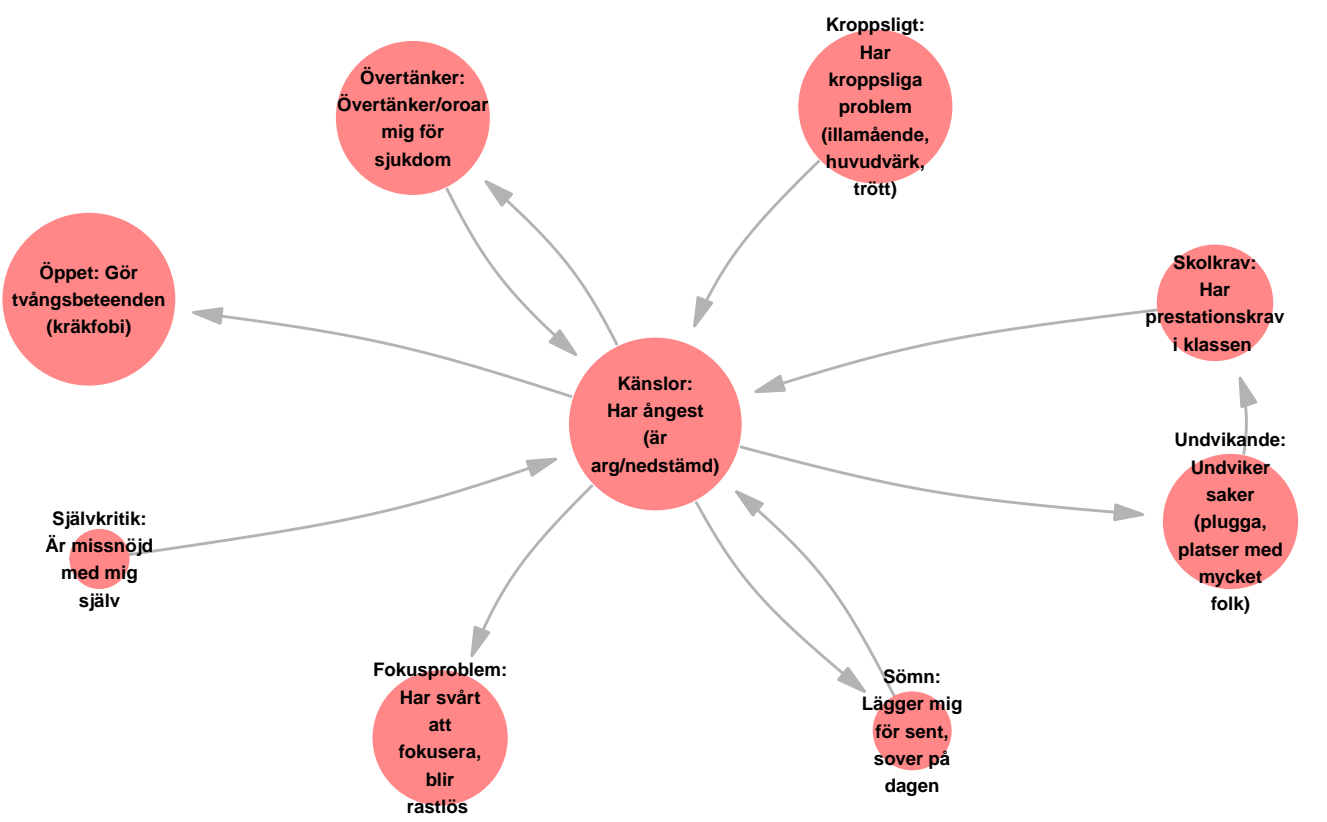 Kroppsligt:
Har
kroppsliga
problem
(illamående,
huvudvärk,
trött)
Övertänker:
Övertänker/oroar
mig för
sjukdom
Öppet: Gör
tvångsbeteenden
(kräkfobi)
Skolkrav:
Har
prestationskrav
i klassen
Känslor:
Har ångest
(är
arg/nedstämd)
Undvikande:
Undviker
saker
(plugga,
platser med
mycket
folk)
Självkritik:
Är missnöjd
med mig
själv
Fokusproblem:
Har svårt
att
fokusera,
blir
rastlös
Sömn:
Lägger mig
för sent,
sover på
dagen